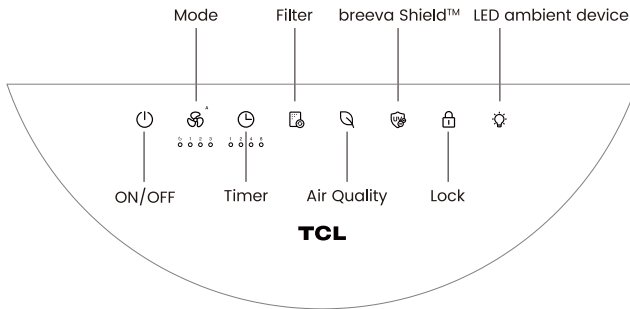 Mode Filter breeva Shield™ LED ambient device
A
UV
1 2 3 1 2 4 8
ON/OFF Timer Air Quality Lock
TCL